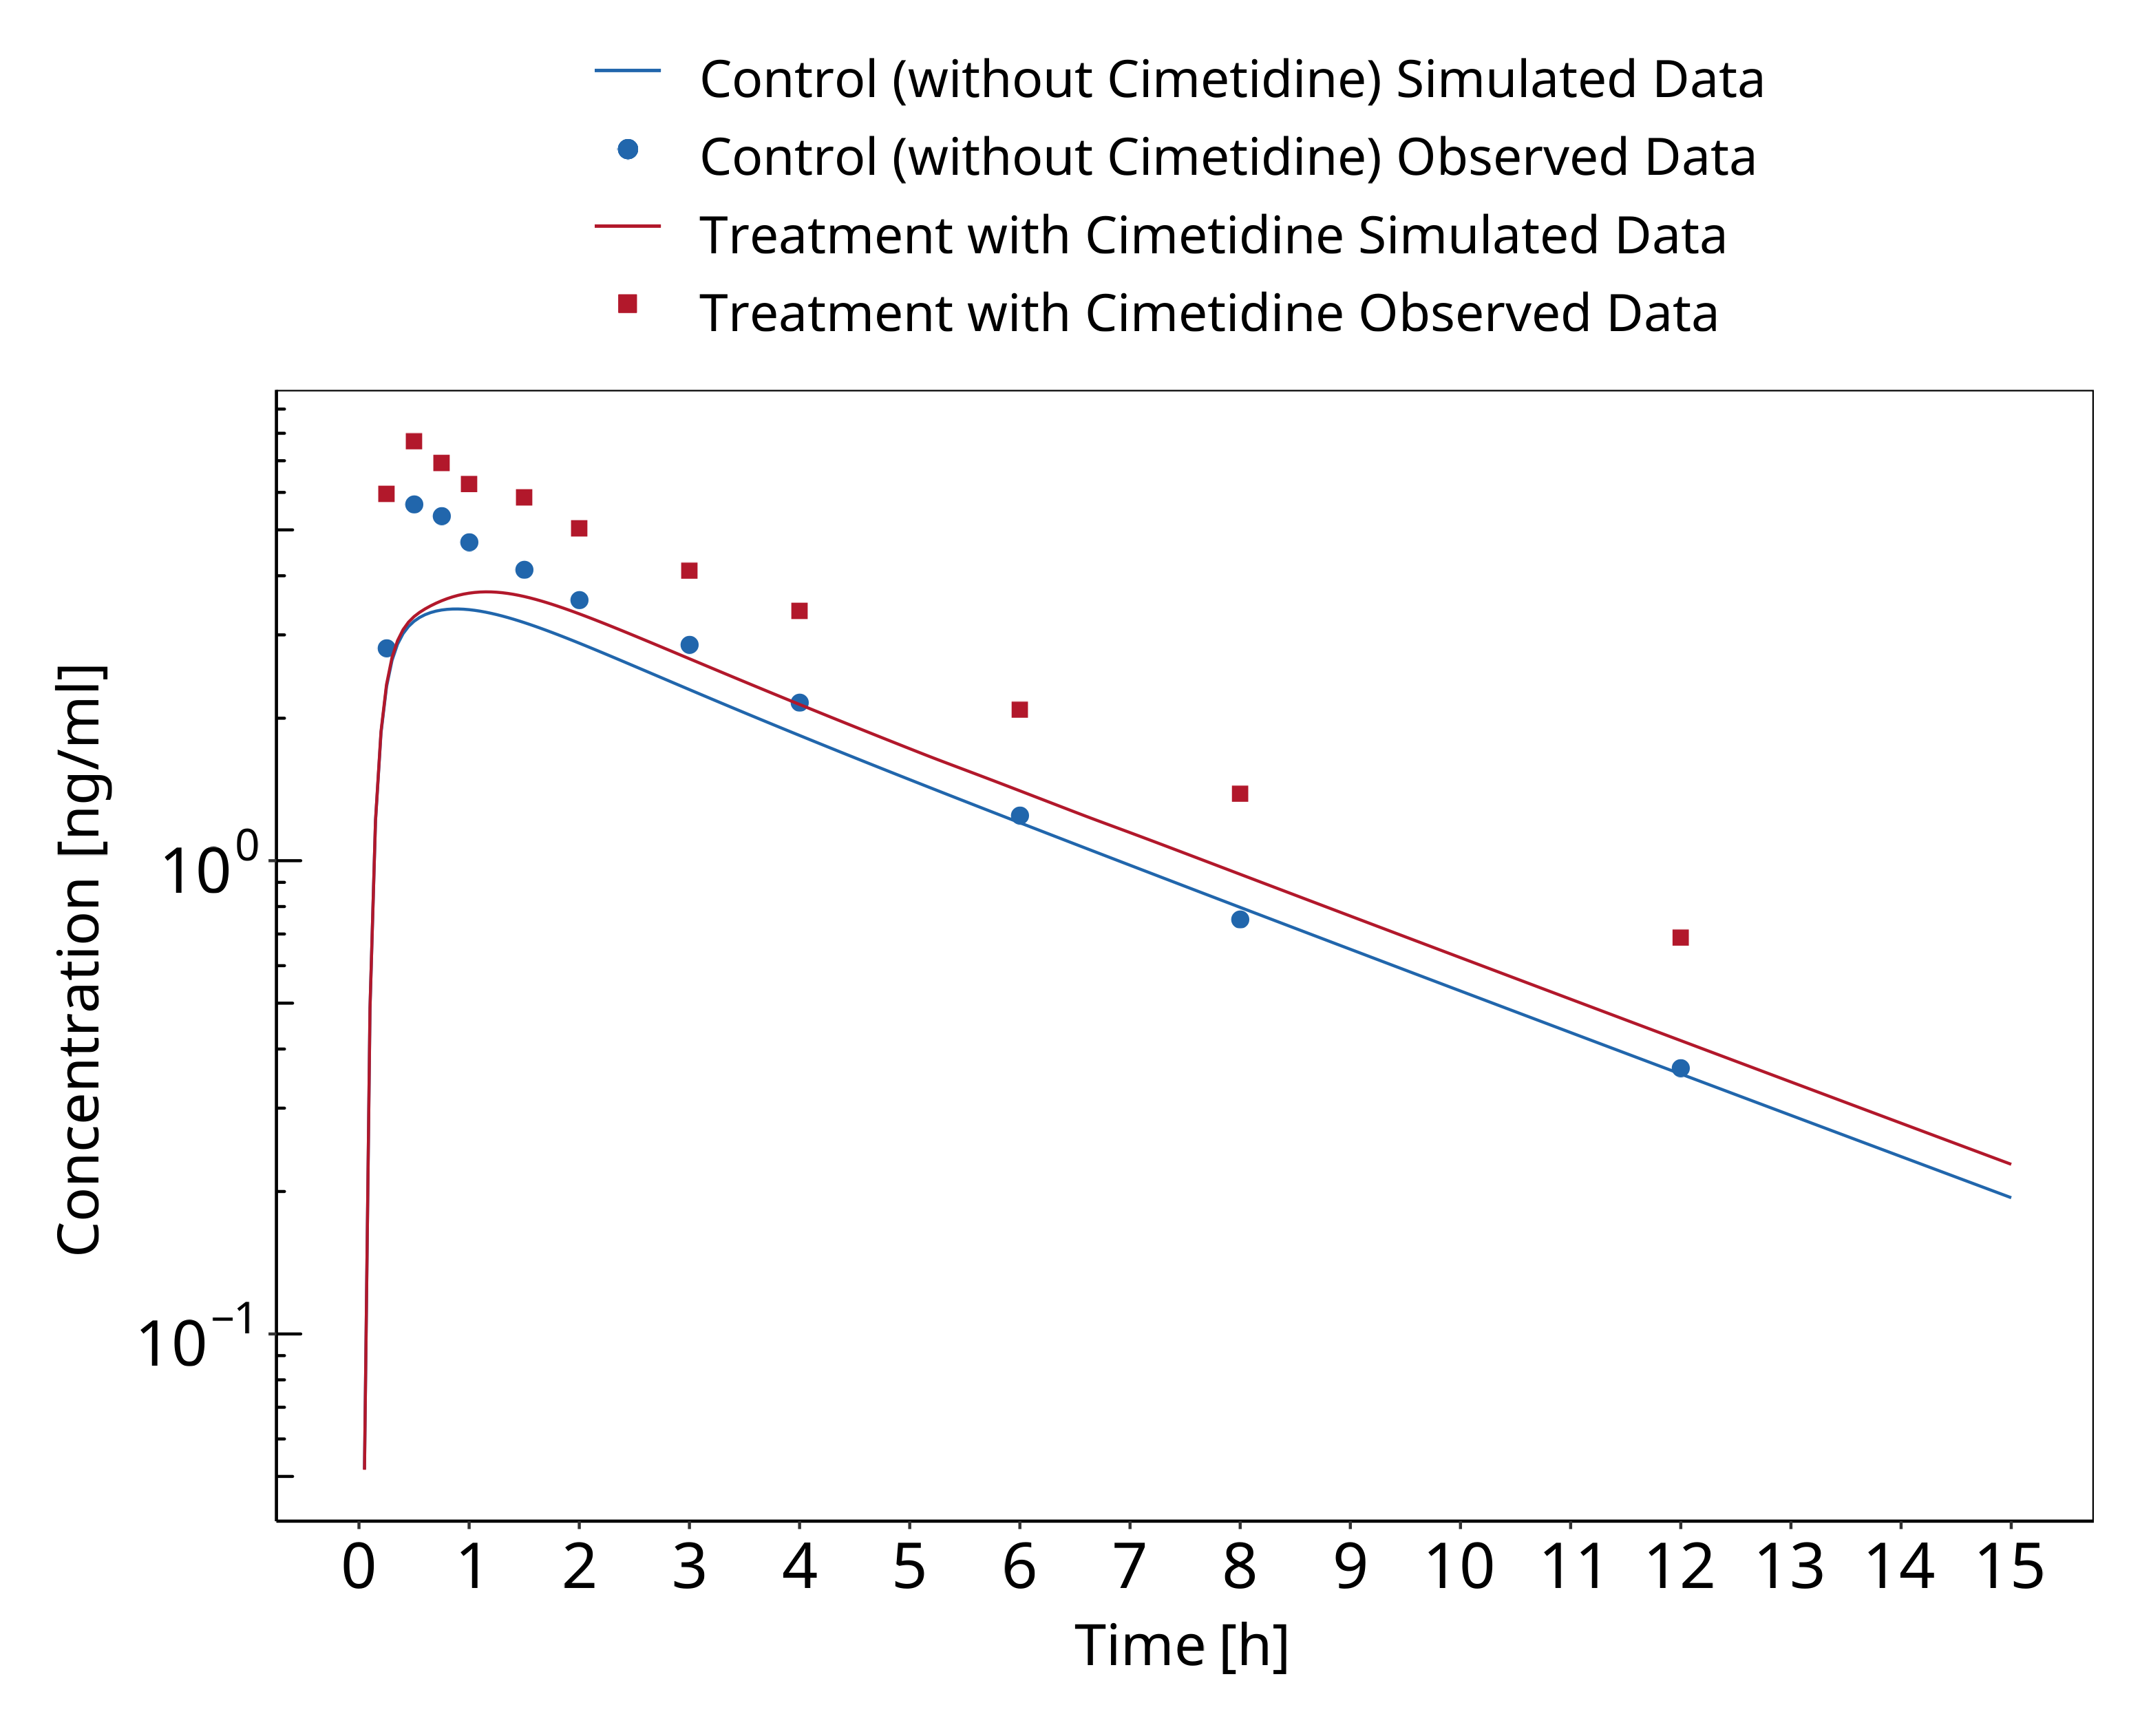 Control (without Cimetidine) Simulated Data
Control (without Cimetidine) Observed Data
Treatment with Cimetidine Simulated Data
Treatment with Cimetidine Observed Data
Concentration [ng/ml]
10⁰
10⁻¹
0 1 2 3 4 5 6 7 8 9 10 11 12 13 14 15
Time [h]